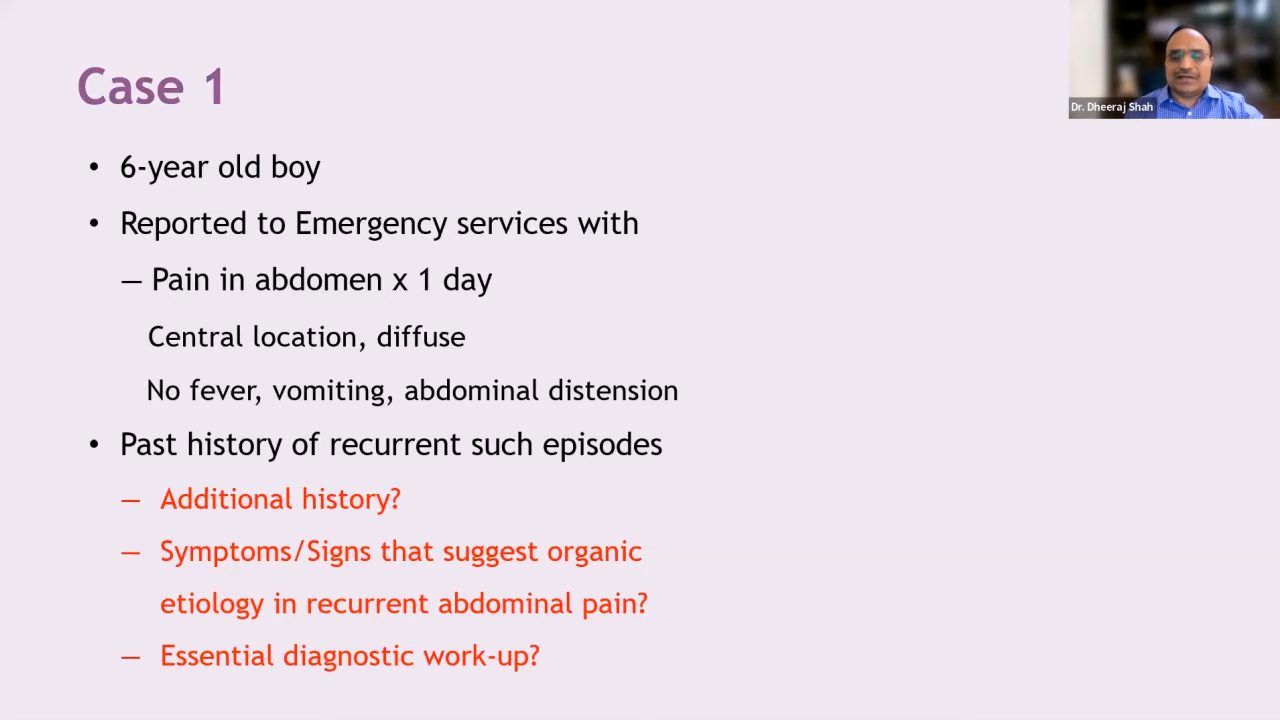 Case 1
Dr. Dheeraj Shah
• 6-year old boy
• Reported to Emergency services with
– Pain in abdomen x 1 day
Central location, diffuse
No fever, vomiting, abdominal distension
• Past history of recurrent such episodes
– Additional history?
– Symptoms/Signs that suggest organic
etiology in recurrent abdominal pain?
– Essential diagnostic work-up?